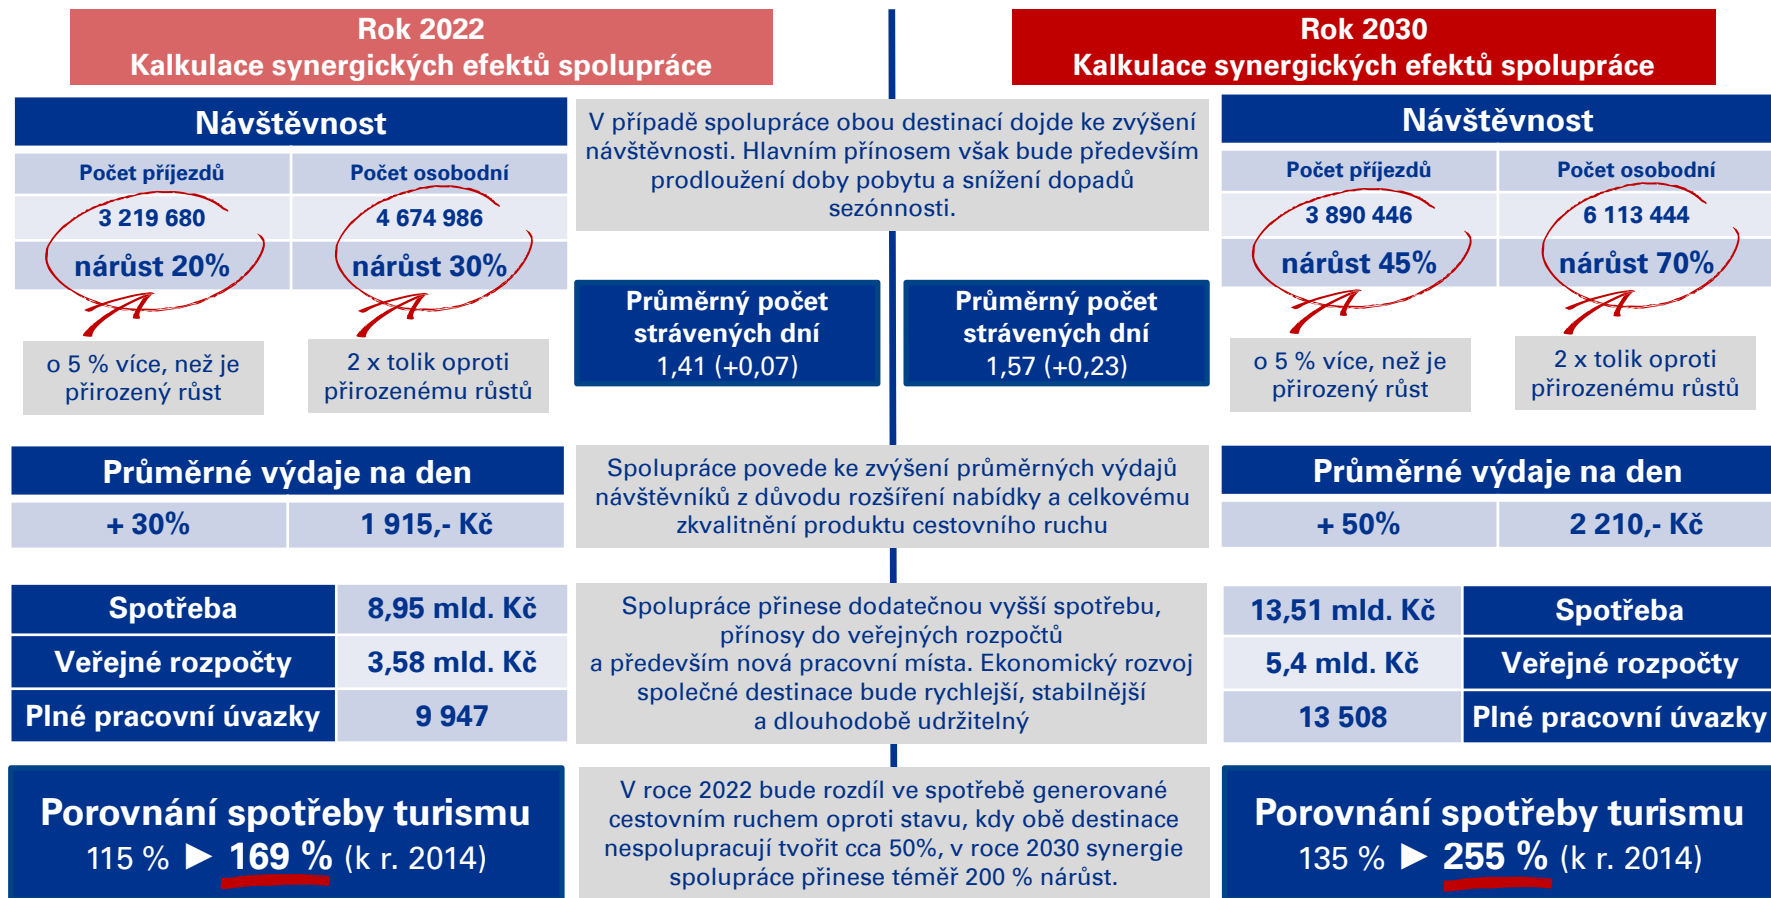 Rok 2022
Kalkulace synergických efektů spolupráce
Rok 2030
Kalkulace synergických efektů spolupráce
Návštěvnost
Počet příjezdů
Počet osobodní
3 219 680
4 674 986
nárůst 20%
nárůst 30%
o 5 % více, než je
přirozený růst
2 x tolik oproti
přirozenému růstů
V případě spolupráce obou destinací dojde ke zvýšení
návštěvnosti. Hlavním přínosem však bude především
prodloužení doby pobytu a snížení dopadů
sezónnosti.
Průměrný počet
strávených dní
1,41 (+0,07)
Průměrný počet
strávených dní
1,57 (+0,23)
Návštěvnost
Počet příjezdů
Počet osobodní
3 890 446
6 113 444
nárůst 45%
nárůst 70%
o 5 % více, než je
přirozený růst
2 x tolik oproti
přirozenému růstů
Průměrné výdaje na den
+ 30%
1 915,- Kč
Spolupráce povede ke zvýšení průměrných výdajů
návštěvníků z důvodu rozšíření nabídky a celkovému
zkvalitnění produktu cestovního ruchu
Průměrné výdaje na den
+ 50%
2 210,- Kč
Spotřeba
8,95 mld. Kč
Veřejné rozpočty
3,58 mld. Kč
Plné pracovní úvazky
9 947
Spolupráce přinese dodatečnou vyšší spotřebu,
přínosy do veřejných rozpočtů
a především nová pracovní místa. Ekonomický rozvoj
společné destinace bude rychlejší, stabilnější
a dlouhodobě udržitelný
13,51 mld. Kč
Spotřeba
5,4 mld. Kč
Veřejné rozpočty
13 508
Plné pracovní úvazky
Porovnání spotřeby turismu
115 % ► 169 % (k r. 2014)
V roce 2022 bude rozdíl ve spotřebě generované
cestovním ruchem oproti stavu, kdy obě destinace
nespolupracují tvořit cca 50%, v roce 2030 synergie
spolupráce přinese téměř 200 % nárůst.
Porovnání spotřeby turismu
135 % ► 255 % (k r. 2014)